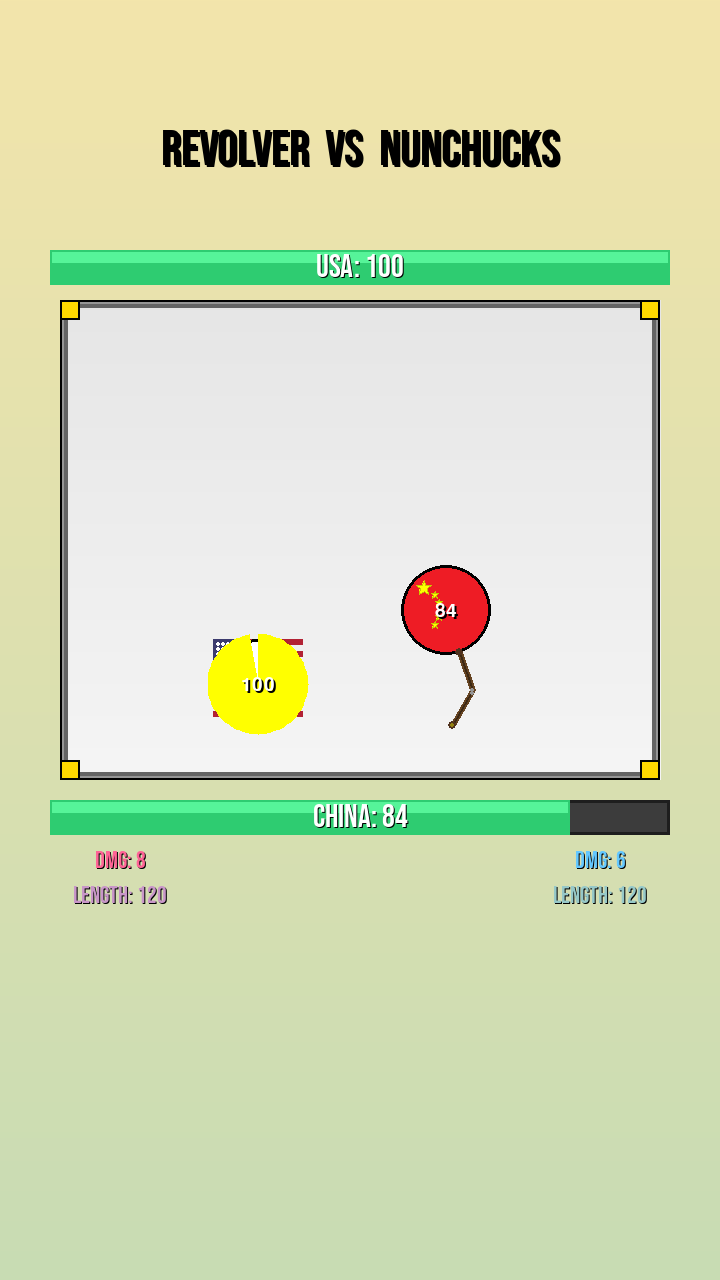 REVOLVER VS NUNCHUCKS
USA: 100
84
100
CHINA: 84
DMG: 8
DMG: 6
LENGTH: 120
LENGTH: 120